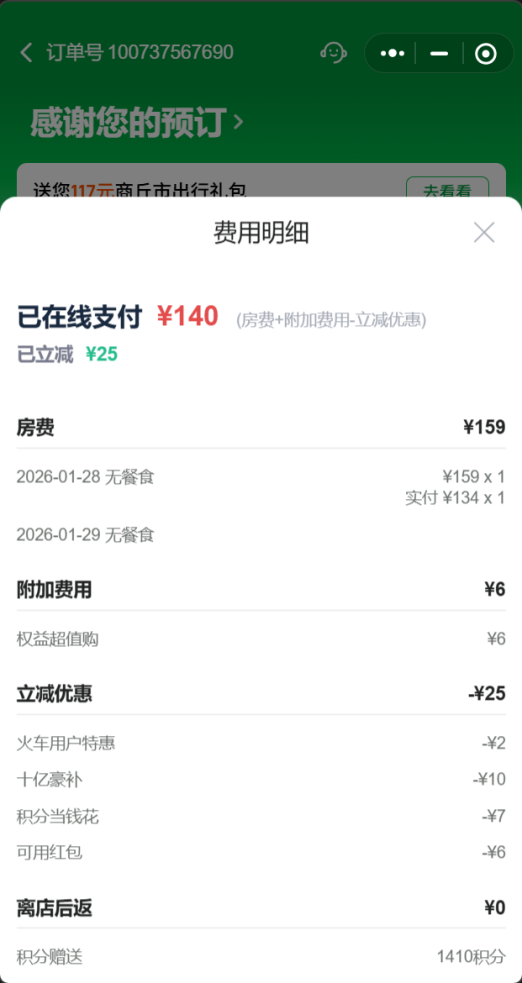 订单号 100737567690
感谢您的预订
送您117元商丘市出行礼包 去看看
费用明细
已在线支付 ¥140 (房费+附加费用-立减优惠)
已立减 ¥25
房费 ¥159
2026-01-28 无餐食 ¥159 x 1
实付 ¥134 x 1
2026-01-29 无餐食
附加费用 ¥6
权益超值购 ¥6
立减优惠 -¥25
火车用户特惠 -¥2
十亿豪补 -¥10
积分当钱花 -¥7
可用红包 -¥6
离店后返 ¥0
积分赠送 1410积分